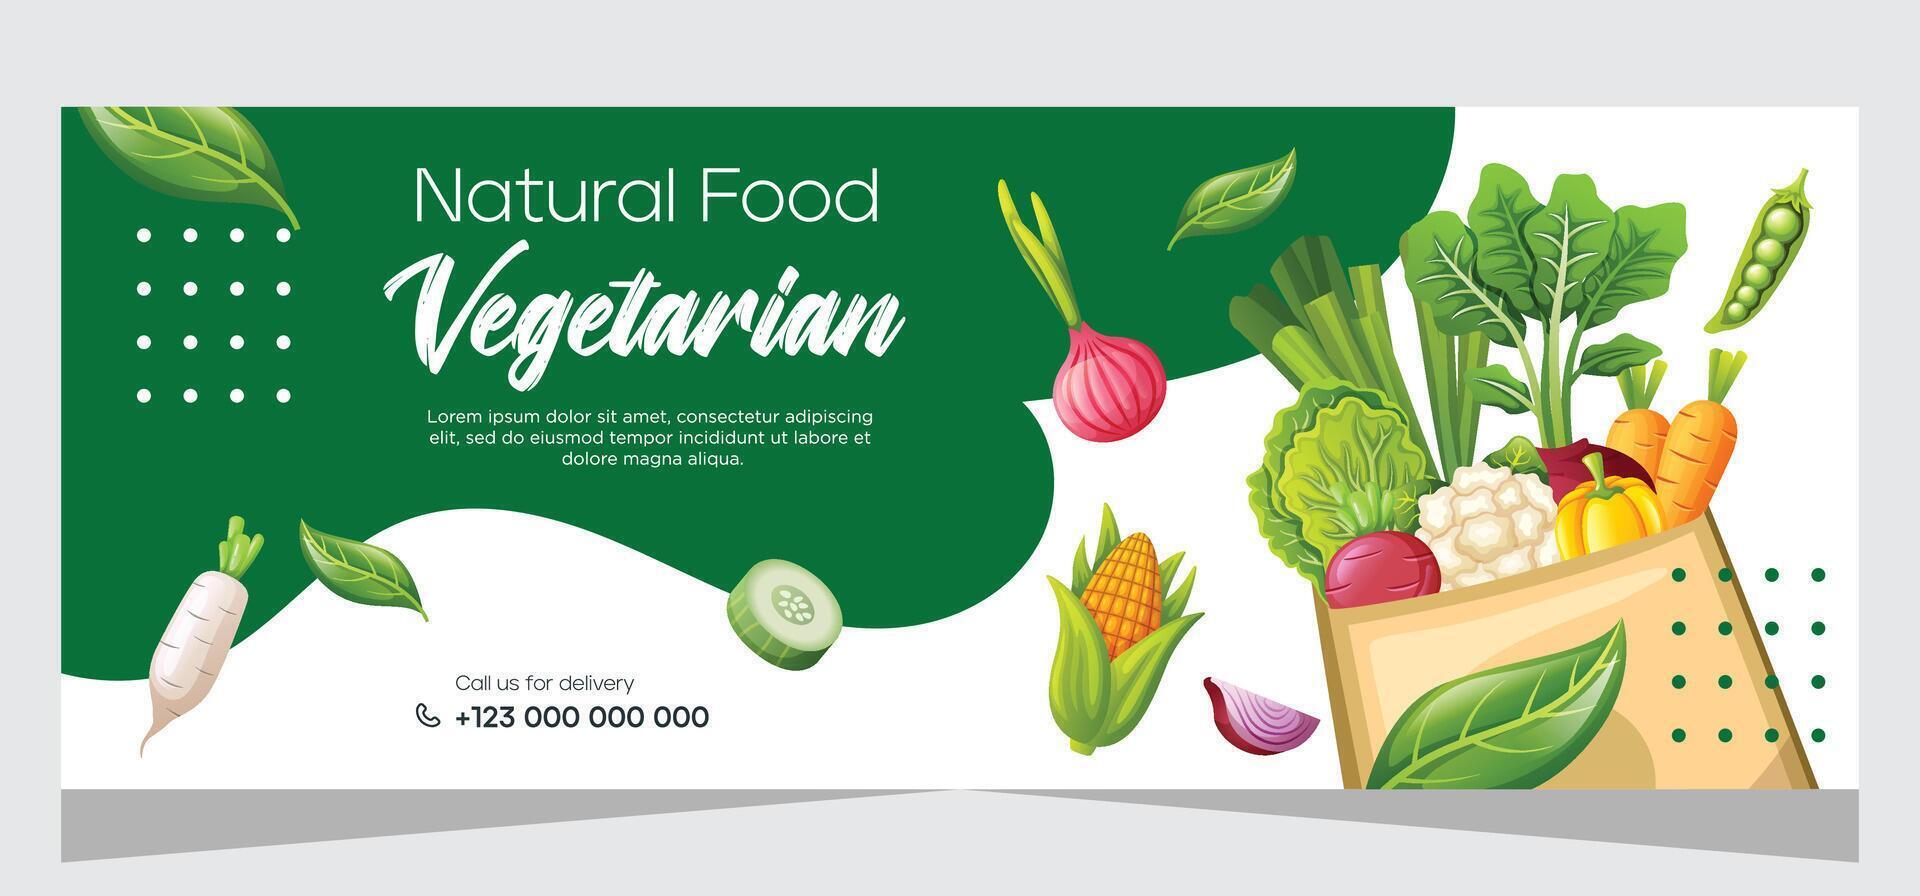 Natural Food
Vegetarian
Lorem ipsum dolor sit amet, consectetur adipiscing
elit, sed do eiusmod tempor incididunt ut labore et
dolore magna aliqua.
Call us for delivery
+123 000 000 000